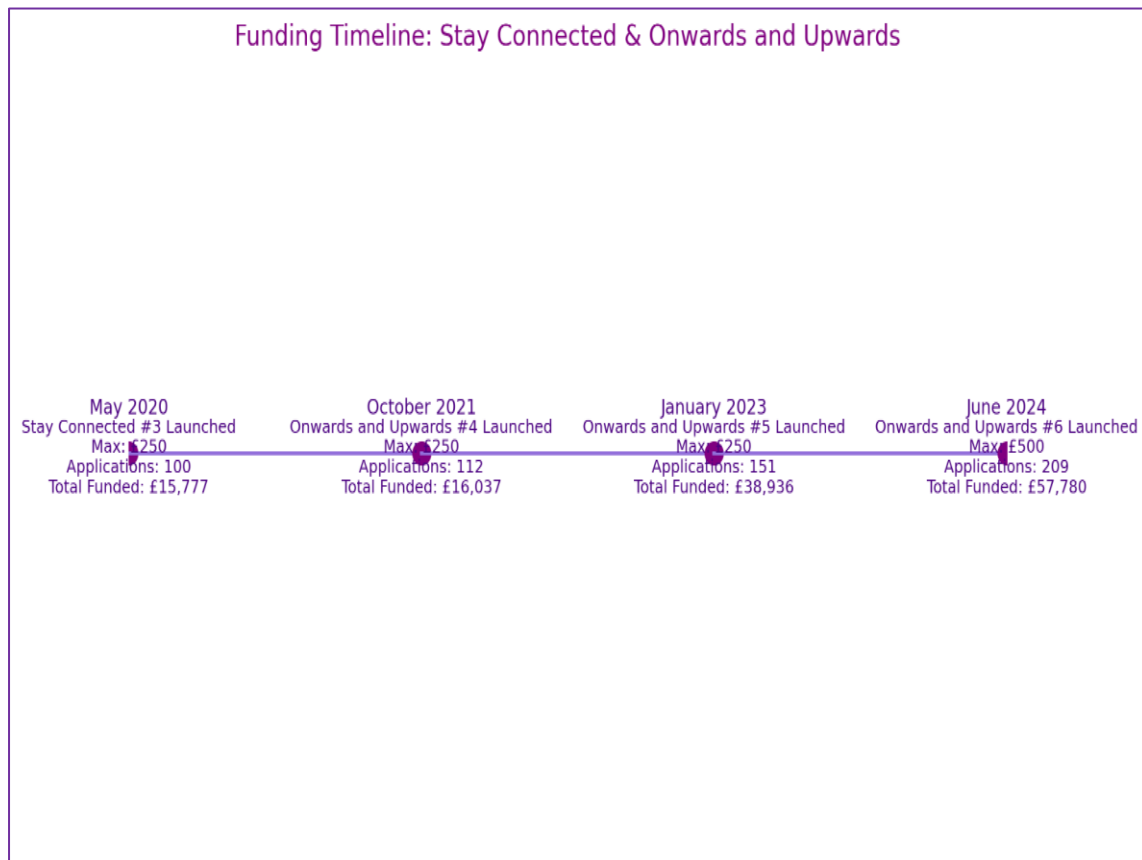 Funding Timeline: Stay Connected & Onwards and Upwards
May 2020
Stay Connected #3 Launched
Max: £250
Applications: 100
Total Funded: £15,777
October 2021
Onwards and Upwards #4 Launched
Max: £250
Applications: 112
Total Funded: £16,037
January 2023
Onwards and Upwards #5 Launched
Max: £250
Applications: 151
Total Funded: £38,936
June 2024
Onwards and Upwards #6 Launched
Max: £500
Applications: 209
Total Funded: £57,780